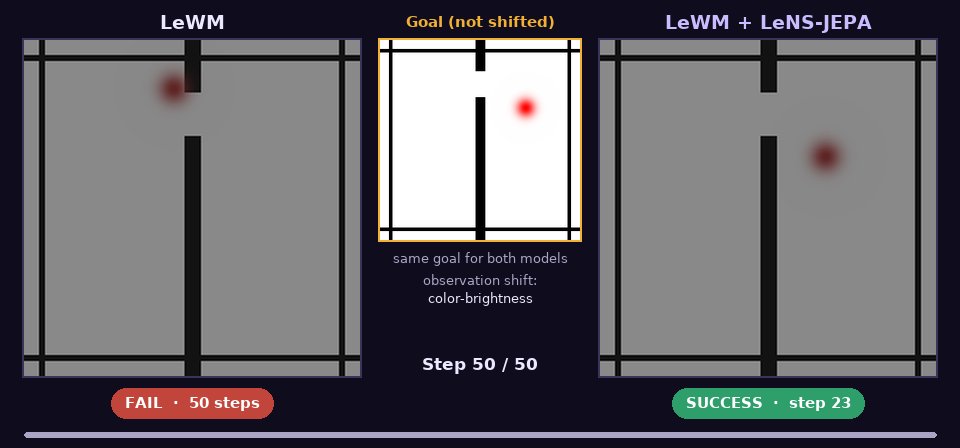 LeWM
Goal (not shifted)
LeWM + LeNS-JEPA
same goal for both models
observation shift:
color-brightness
Step 50 / 50
FAIL · 50 steps
SUCCESS · step 23